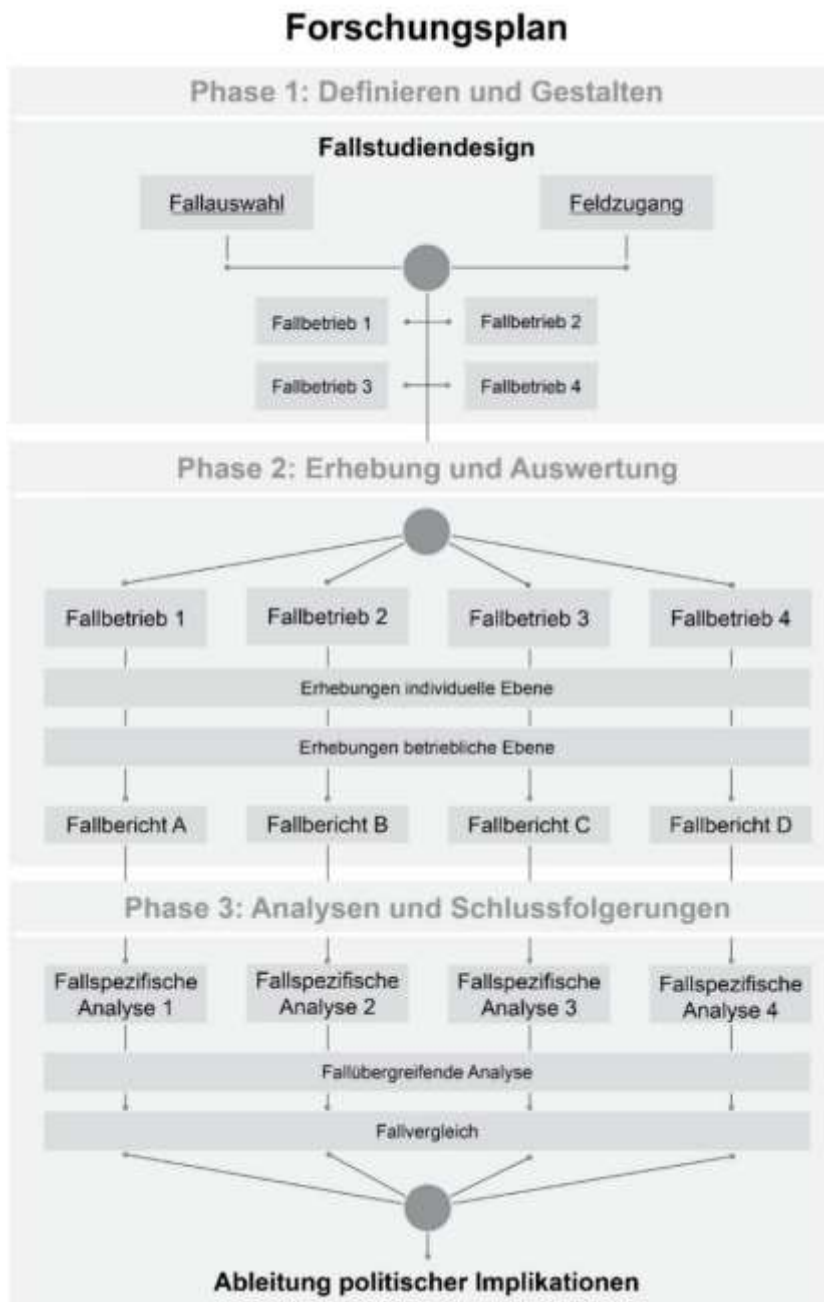 Forschungsplan
Phase 1: Definieren und Gestalten
Fallstudiendesign
Fallauswahl
Feldzugang
Fallbetrieb 1
Fallbetrieb 2
Fallbetrieb 3
Fallbetrieb 4
Phase 2: Erhebung und Auswertung
Fallbetrieb 1
Fallbetrieb 2
Fallbetrieb 3
Fallbetrieb 4
Erhebungen individuelle Ebene
Erhebungen betriebliche Ebene
Fallbericht A
Fallbericht B
Fallbericht C
Fallbericht D
Phase 3: Analysen und Schlussfolgerungen
Fallspezifische
Analyse 1
Fallspezifische
Analyse 2
Fallspezifische
Analyse 3
Fallspezifische
Analyse 4
Fallübergreifende Analyse
Fallvergleich
Ableitung politischer Implikationen